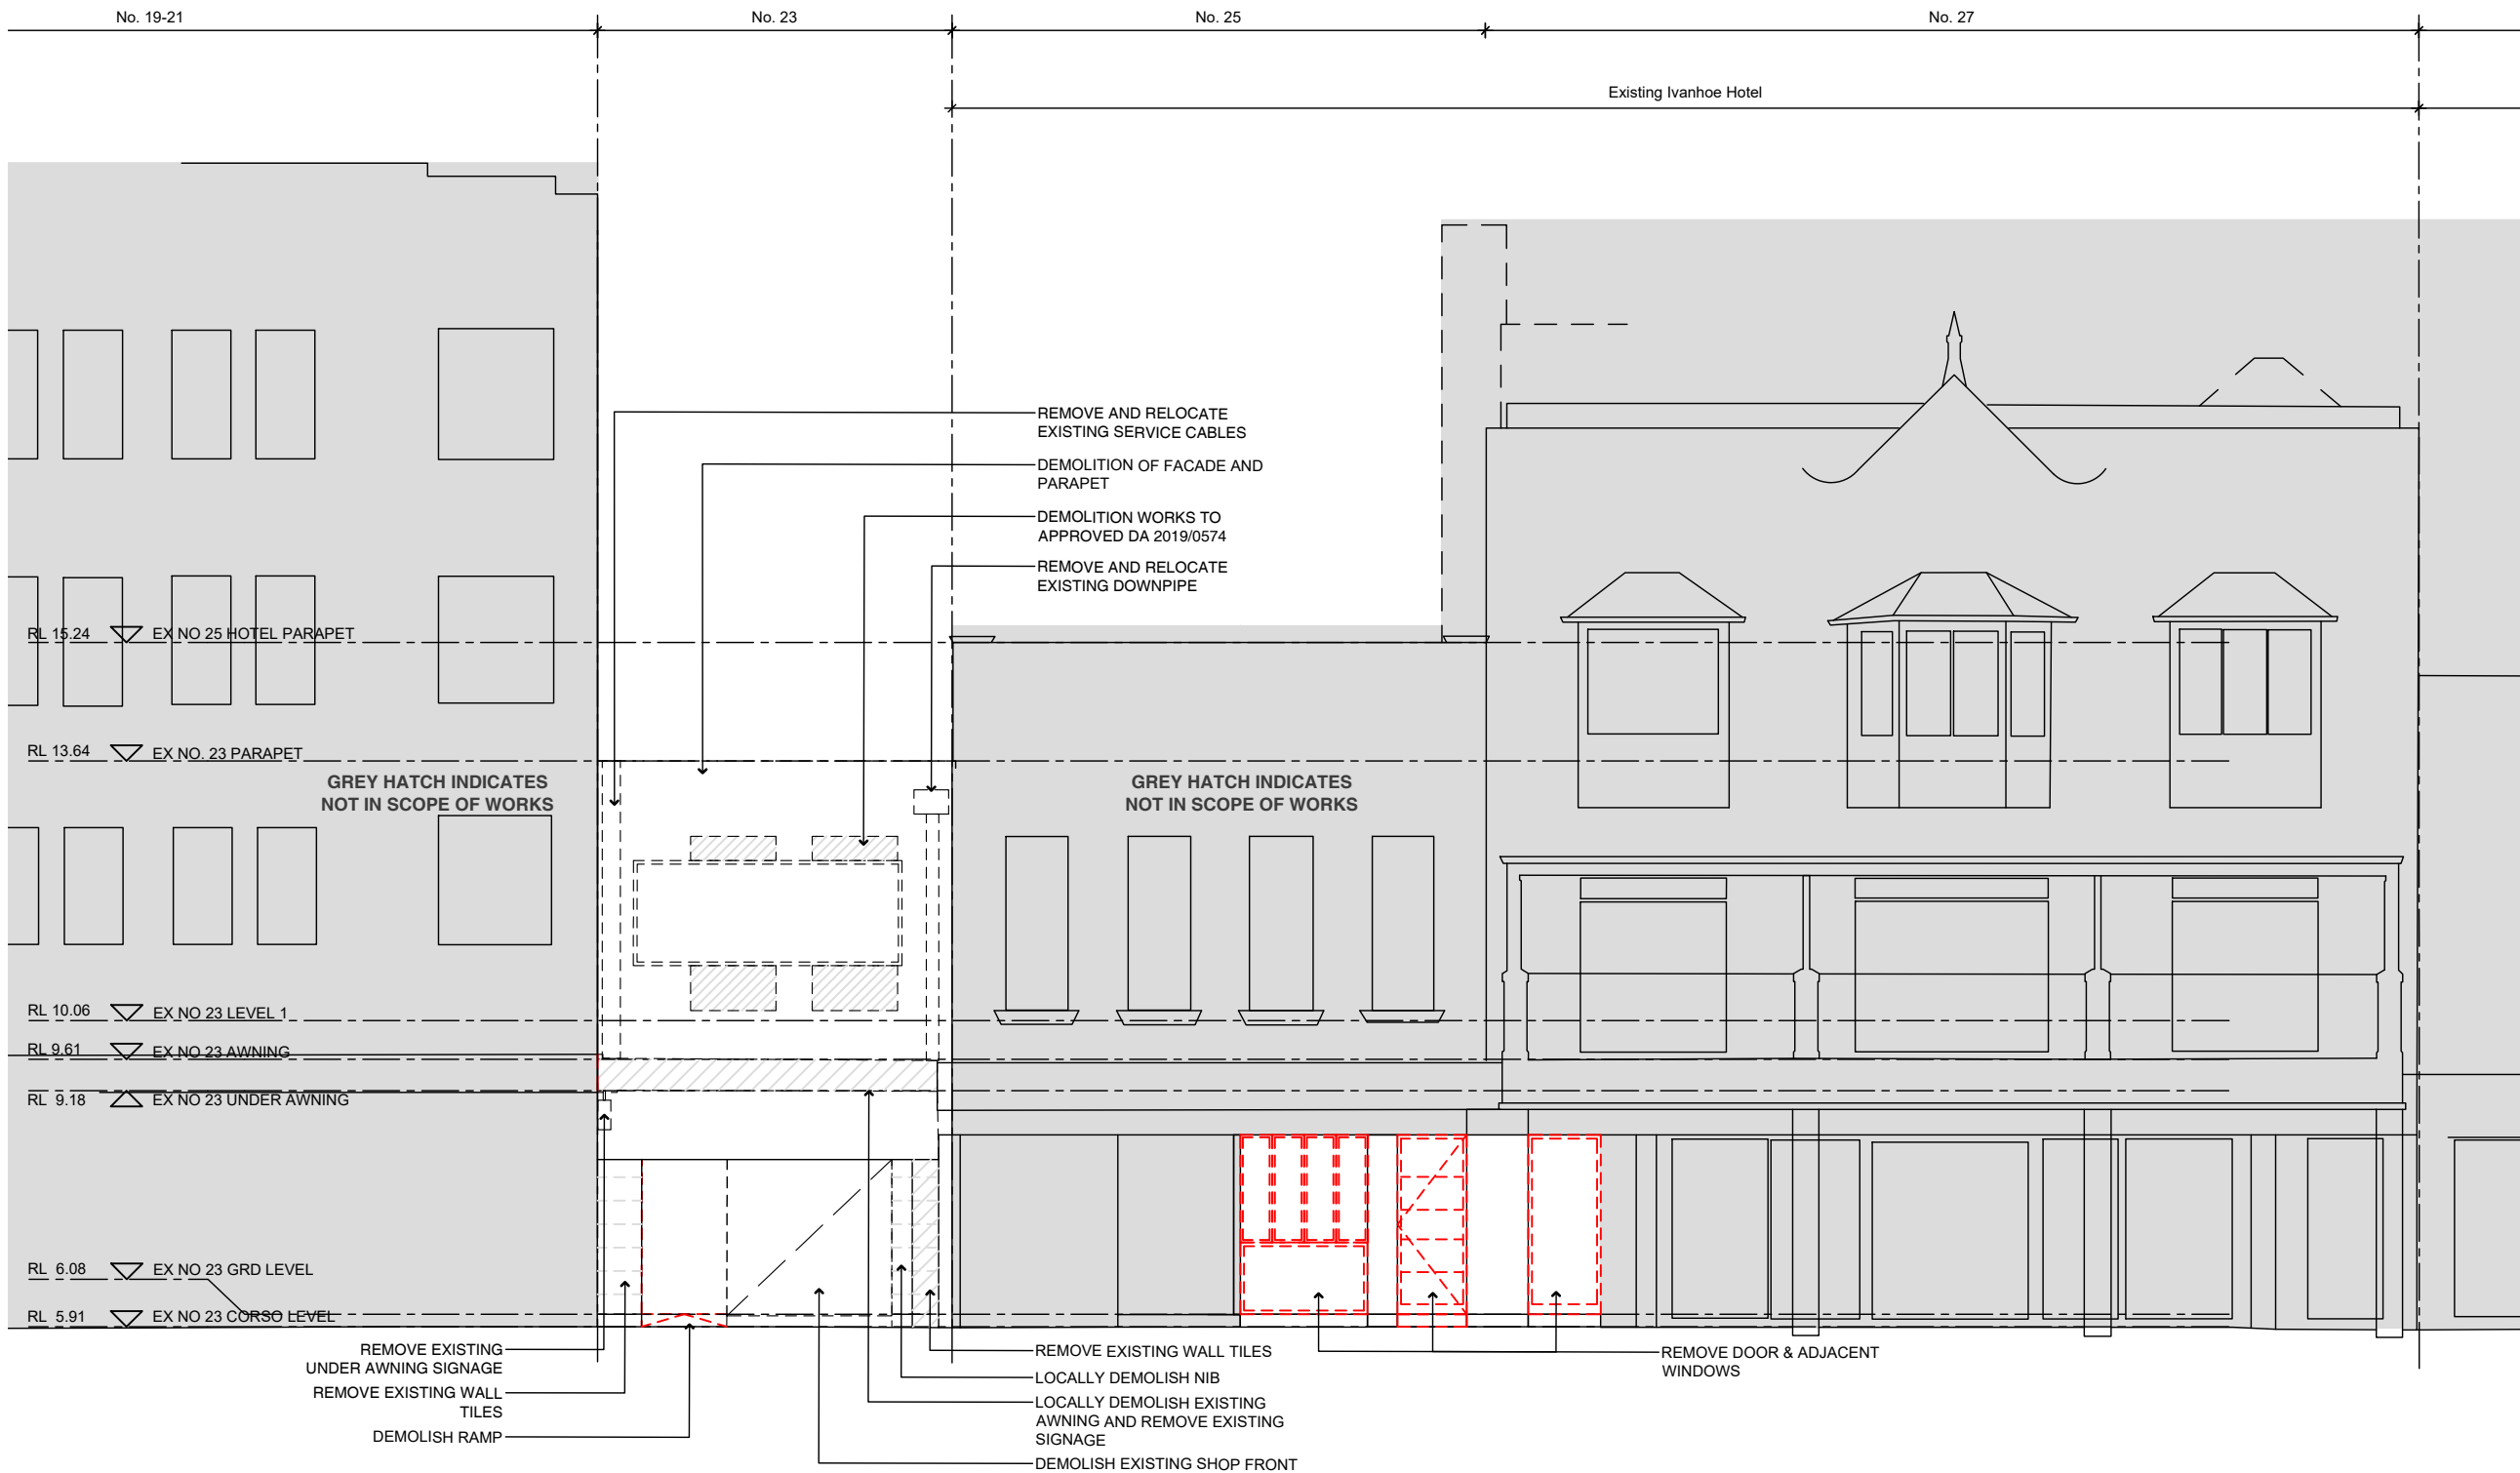 No. 19-21
No. 23
No. 25
No. 27
Existing Ivanhoe Hotel
REMOVE AND RELOCATE
EXISTING SERVICE CABLES
DEMOLITION OF FACADE AND
PARAPET
DEMOLITION WORKS TO
APPROVED DA 2019/0574
REMOVE AND RELOCATE
EXISTING DOWNPIPE
RL 15.24 EX NO 25 HOTEL PARAPET
RL 13.64 EX NO. 23 PARAPET
GREY HATCH INDICATES
NOT IN SCOPE OF WORKS
GREY HATCH INDICATES
NOT IN SCOPE OF WORKS
RL 10.06 EX NO 23 LEVEL 1
RL 9.61 EX NO 23 AWNING
RL 9.18 EX NO 23 UNDER AWNING
RL 6.08 EX NO 23 GRD LEVEL
RL 5.91 EX NO 23 CORSO LEVEL
REMOVE EXISTING
UNDER AWNING SIGNAGE
REMOVE EXISTING WALL
TILES
DEMOLISH RAMP
REMOVE EXISTING WALL TILES
LOCALLY DEMOLISH NIB
LOCALLY DEMOLISH EXISTING
AWNING AND REMOVE EXISTING
SIGNAGE
DEMOLISH EXISTING SHOP FRONT
REMOVE DOOR & ADJACENT
WINDOWS